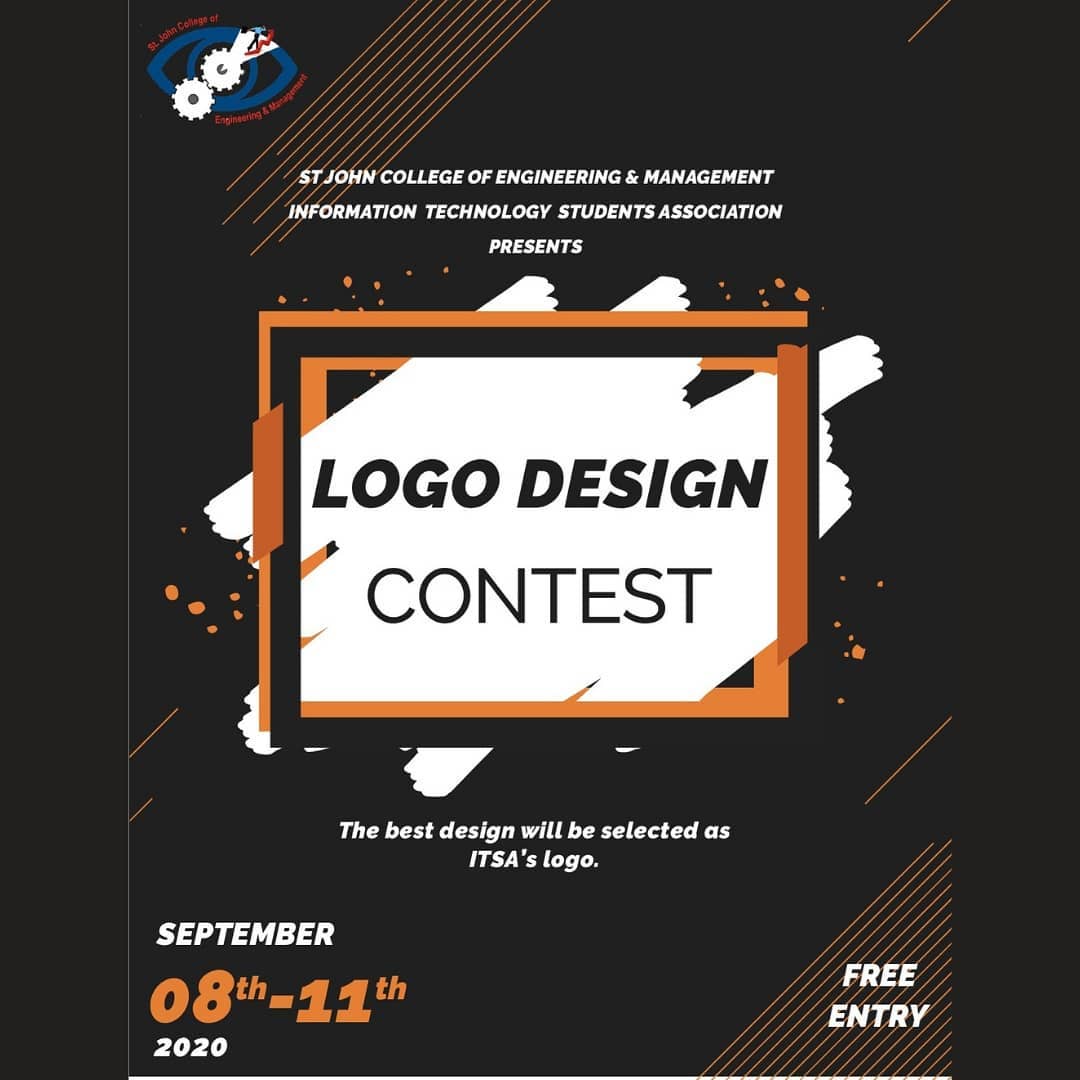 St. John College of
Engineering & Management
ST JOHN COLLEGE OF ENGINEERING & MANAGEMENT
INFORMATION TECHNOLOGY STUDENTS ASSOCIATION
PRESENTS
LOGO DESIGN
CONTEST
The best design will be selected as
ITSA's logo.
SEPTEMBER
08th-11th
2020
FREE
ENTRY